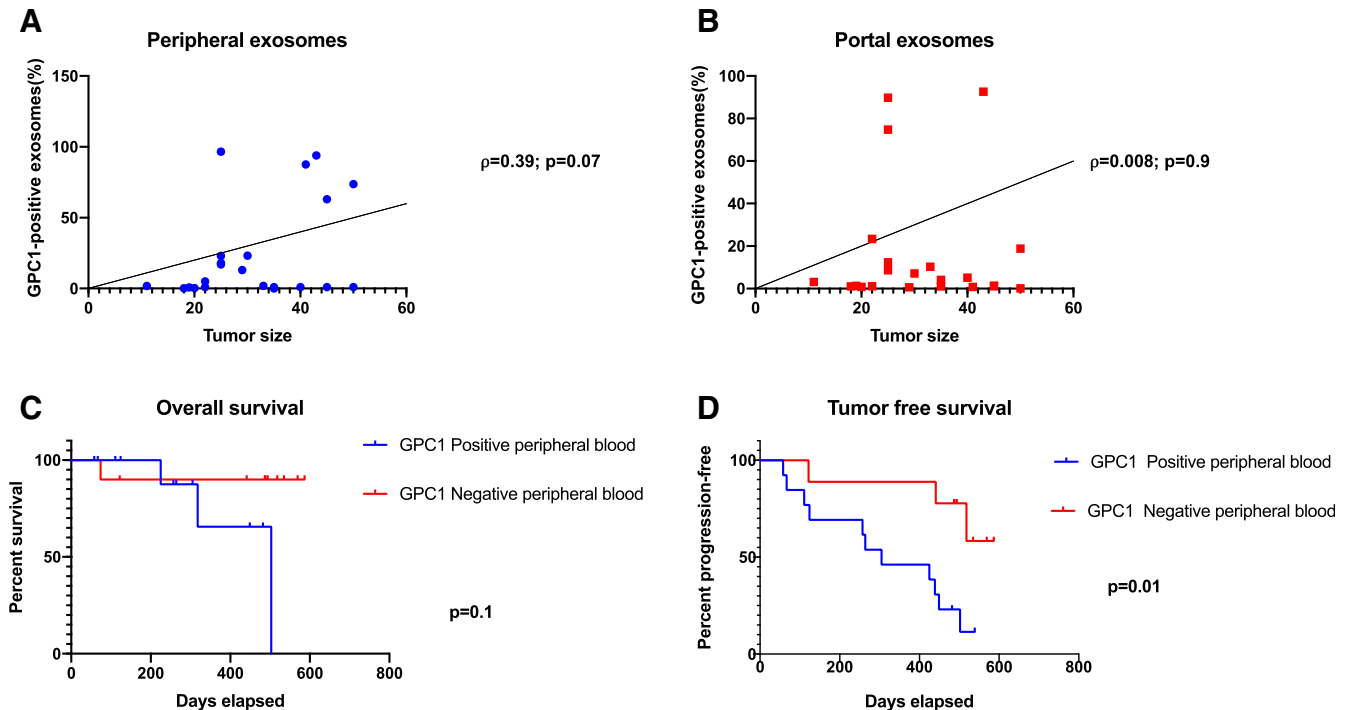 A
Peripheral exosomes
GPC1-positive exosomes(%)
150
100
50
0
0 20 40 60
Tumor size
ρ=0.39; p=0.07
B
Portal exosomes
GPC1-positive exosomes(%)
100
80
60
40
20
0
0 20 40 60
Tumor size
ρ=0.008; p=0.9
C
Overall survival
Percent survival
100
50
0
0 200 400 600 800
Days elapsed
GPC1 Positive peripheral blood
GPC1 Negative peripheral blood
p=0.1
D
Tumor free survival
Percent progression-free
100
50
0
0 200 400 600 800
Days elapsed
GPC1 Positive peripheral blood
GPC1 Negative peripheral blood
p=0.01